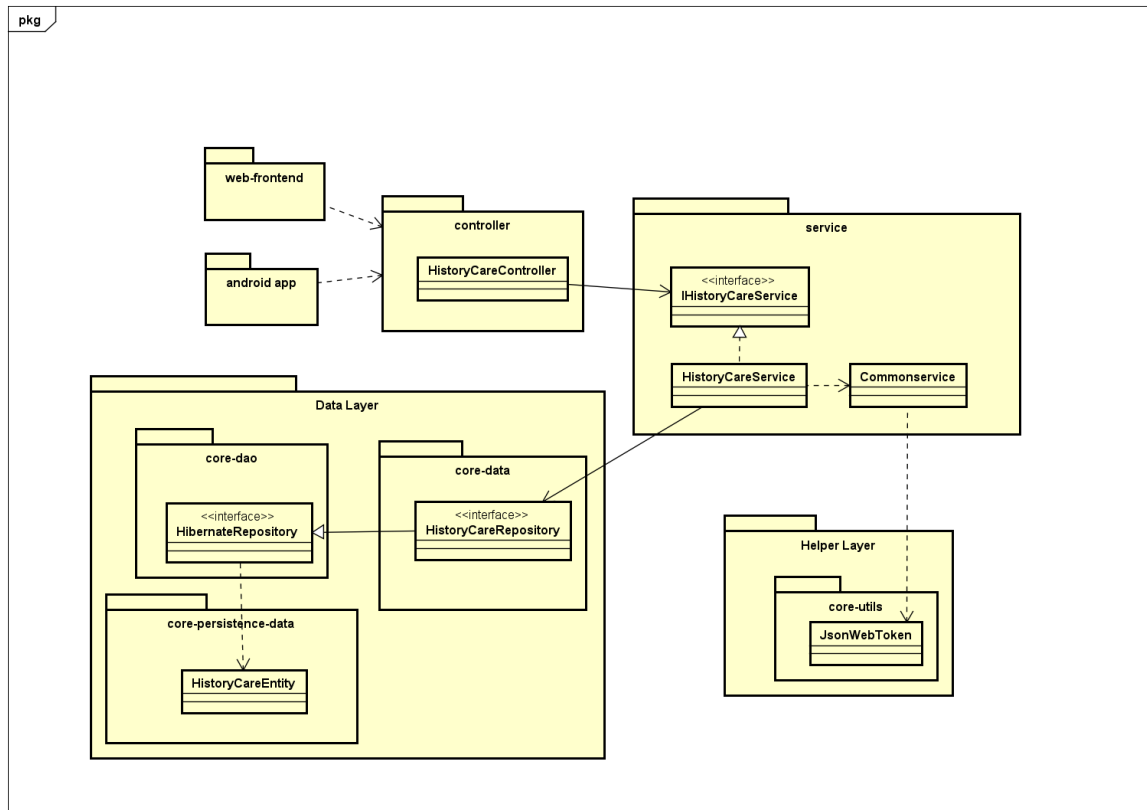 pkg
web-frontend
android app
controller
HistoryCareController
service
<<interface>>
IHistoryCareService
HistoryCareService
Commonservice
Data Layer
core-dao
<<interface>>
HibernateRepository
core-data
<<interface>>
HistoryCareRepository
core-persistence-data
HistoryCareEntity
Helper Layer
core-utils
JsonWebToken